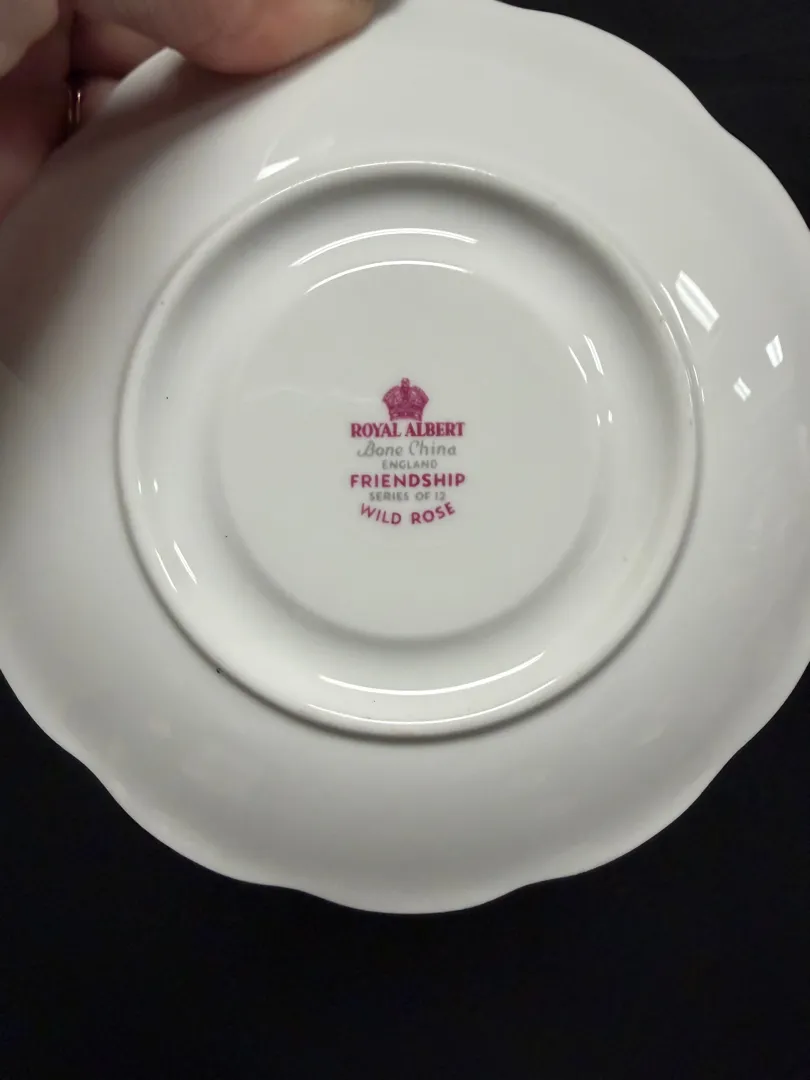 ROYAL ALBERT
Bone China
ENGLAND
FRIENDSHIP
SERIES OF 12
WILD ROSE